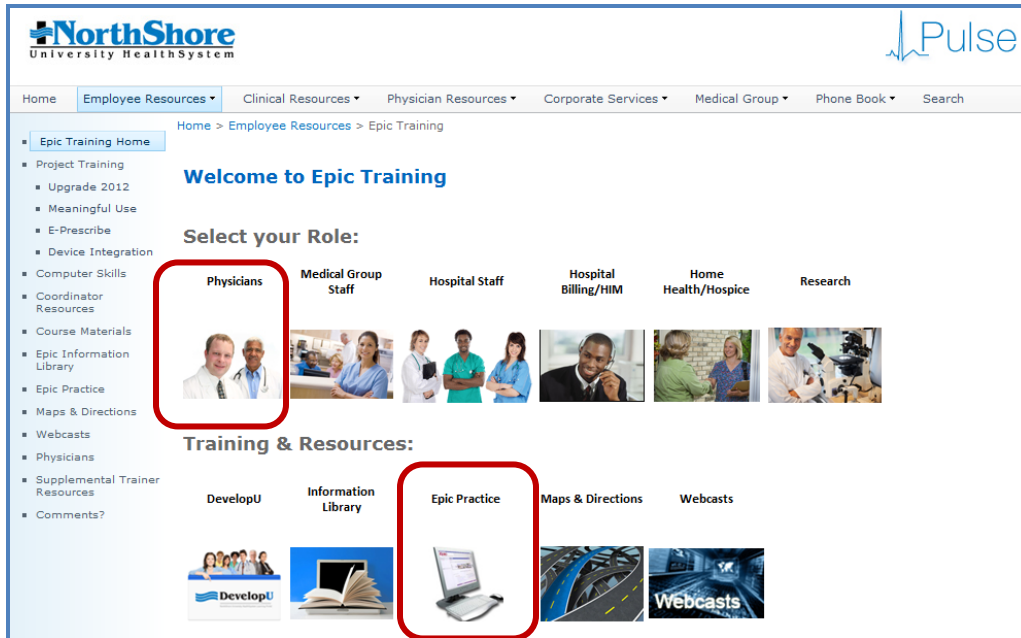 NorthShore
University HealthSystem
Pulse
Home Employee Resources Clinical Resources Physician Resources Corporate Services Medical Group Phone Book Search
Home > Employee Resources > Epic Training
Epic Training Home
Project Training
Upgrade 2012
Meaningful Use
E-Prescribe
Device Integration
Computer Skills
Coordinator
Resources
Course Materials
Epic Information
Library
Epic Practice
Maps & Directions
Webcasts
Physicians
Supplemental Trainer
Resources
Comments?
Welcome to Epic Training
Select your Role:
Physicians
Medical Group
Staff
Hospital Staff
Hospital
Billing/HIM
Home
Health/Hospice
Research
Training & Resources:
DevelopU
Information
Library
Epic Practice
Maps & Directions
Webcasts
DevelopU
Webcasts